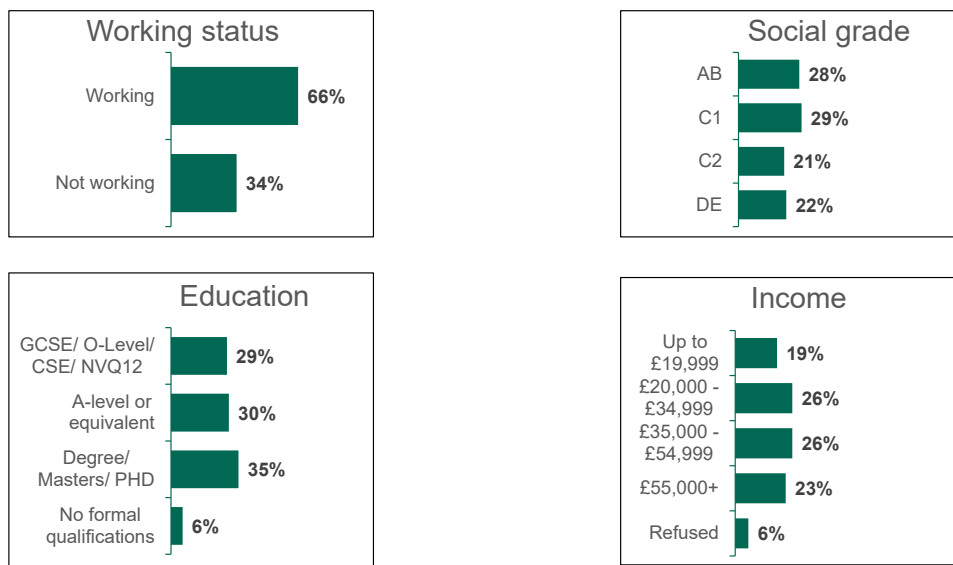 Working status
Working
66%
Not working
34%
Social grade
AB
28%
C1
29%
C2
21%
DE
22%
Education
GCSE/ O-Level/
CSE/ NVQ12
29%
A-level or
equivalent
30%
Degree/
Masters/ PHD
35%
No formal
qualifications
6%
Income
Up to
£19,999
19%
£20,000 -
£34,999
26%
£35,000 -
£54,999
26%
£55,000+
23%
Refused
6%